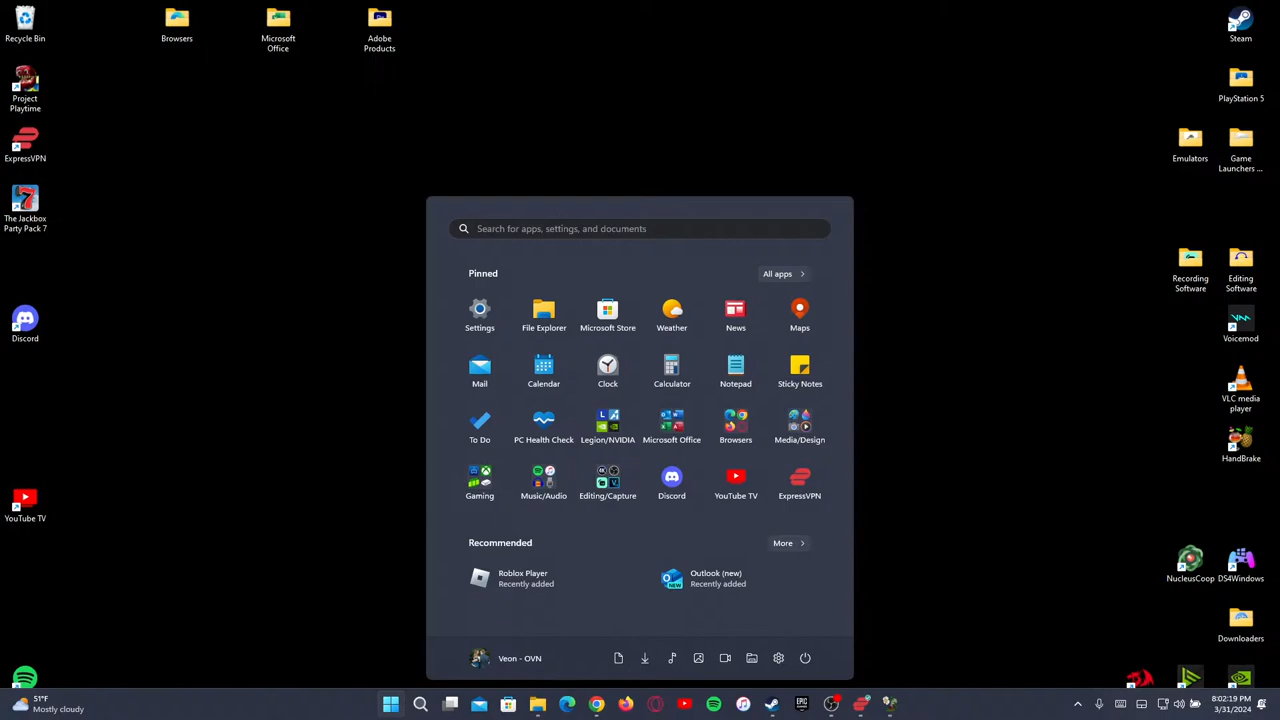 Recycle Bin
Browsers
Microsoft
Office
Adobe
Products
Steam
Project
Playtime
PlayStation 5
ExpressVPN
Emulators
Game
Launchers ...
The Jackbox
Party Pack 7
Search for apps, settings, and documents
Pinned
All apps
Recording
Software
Editing
Software
Settings
File Explorer
Microsoft Store
Weather
News
Maps
Discord
Voicemod
Mail
Calendar
Clock
Calculator
Notepad
Sticky Notes
VLC media
player
To Do
PC Health Check
Legion/NVIDIA
Microsoft Office
Browsers
Media/Design
HandBrake
Gaming
Music/Audio
Editing/Capture
Discord
YouTube TV
ExpressVPN
YouTube TV
Recommended
More
Roblox Player
Recently added
Outlook (new)
Recently added
NucleusCoop
DS4Windows
Downloaders
Veon - OVN
51°F
Mostly cloudy
8:02:19 PM
3/31/2024